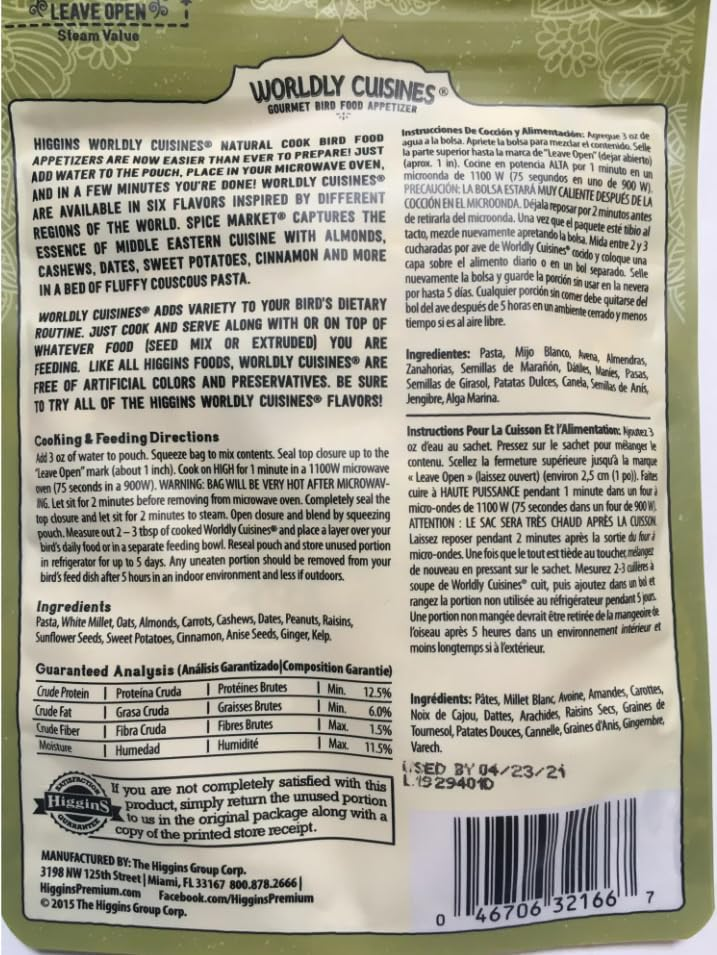 LEAVE OPEN
Steam Value
WORLDLY CUISINES®
GOURMET BIRD FOOD APPETIZER
HIGGINS WORLDLY CUISINES® NATURAL COOK BIRD FOOD
APPETIZERS ARE NOW EASIER THAN EVER TO PREPARE! JUST
ADD WATER TO THE POUCH, PLACE IN YOUR MICROWAVE OVEN,
AND IN A FEW MINUTES YOU'RE DONE! WORLDLY CUISINES®
ARE AVAILABLE IN SIX FLAVORS INSPIRED BY DIFFERENT
REGIONS OF THE WORLD. SPICE MARKET® CAPTURES THE
ESSENCE OF MIDDLE EASTERN CUISINE WITH ALMONDS,
CASHEWS, DATES, SWEET POTATOES, CINNAMON AND MORE
IN A BED OF FLUFFY COUSCOUS PASTA.
WORLDLY CUISINES® ADDS VARIETY TO YOUR BIRD'S DIETARY
ROUTINE. JUST COOK AND SERVE ALONG WITH OR ON TOP OF
WHATEVER FOOD (SEED MIX OR EXTRUDED) YOU ARE
FEEDING. LIKE ALL HIGGINS FOODS, WORLDLY CUISINES® ARE
FREE OF ARTIFICIAL COLORS AND PRESERVATIVES. BE SURE
TO TRY ALL OF THE HIGGINS WORLDLY CUISINES® FLAVORS!
Cooking & Feeding Directions
Add 3 oz of water to pouch. Squeeze bag to mix contents. Seal top closure up to the
"Leave Open" mark (about 1 inch). Cook on HIGH for 1 minute in a 1100W microwave
oven (75 seconds in a 900W). WARNING: BAG WILL BE VERY HOT AFTER MICROWAV-
ING. Let sit for 2 minutes before removing from microwave oven. Completely seal the
top closure and let sit for 2 minutes to steam. Open closure and blend by squeezing
pouch. Measure out 2 – 3 tbsp of cooked Worldly Cuisines® and place a layer over your
bird's daily food or in a separate feeding bowl. Reseal pouch and store unused portion
in refrigerator for up to 5 days. Any uneaten portion should be removed from your
bird's feed dish after 5 hours in an indoor environment and less if outdoors.
Ingredients
Pasta, White Millet, Oats, Almonds, Carrots, Cashews, Dates, Peanuts, Raisins,
Sunflower Seeds, Sweet Potatoes, Cinnamon, Anise Seeds, Ginger, Kelp.
Guaranteed Analysis (Análisis Garantizado|Composition Garantie)
Crude Protein | Proteína Cruda | Protéines Brutes | Min. 12.5%
Crude Fat | Grasa Cruda | Graisses Brutes | Min. 6.0%
Crude Fiber | Fibra Cruda | Fibres Brutes | Max. 1.5%
Moisture | Humedad | Humidité | Max. 11.5%
SATISFACTION
Higgins
GUARANTEE
If you are not completely satisfied with this
product, simply return the unused portion
to us in the original package along with a
copy of the printed store receipt.
MANUFACTURED BY: The Higgins Group Corp.
3198 NW 125th Street | Miami, FL 33167 800.878.2666 |
HigginsPremium.com Facebook.com/HigginsPremium
©2015 The Higgins Group Corp.
Instrucciones De Cocción y Alimentación: Agregue 3 oz de
agua a la bolsa. Apriete la bolsa para mezclar el contenido. Selle
la parte superior hasta la marca de "Leave Open" (dejar abierto)
(aprox. 1 in). Cocine en potencia ALTA por 1 minuto en un
microonda de 1100 W (75 segundos en uno de 900 W).
PRECAUCIÓN: LA BOLSA ESTARÁ MUY CALIENTE DESPUÉS DE LA
COCCIÓN EN EL MICROONDA. Déjala reposar por 2 minutos antes
de retirarla del microonda. Una vez que el paquete esté tibio al
tacto, mezcle nuevamente apretando la bolsa. Mida entre 2 y 3
cucharadas por ave de Worldly Cuisines® cocido y coloque una
capa sobre el alimento diario o en un bol separado. Selle
nuevamente la bolsa y guarde la porción sin usar en la nevera
por hasta 5 días. Cualquier porción sin comer debe quitarse del
bol del ave después de 5 horas en un ambiente cerrado y menos
tiempo si es al aire libre.
Ingredientes: Pasta, Mijo Blanco, Avena, Almendras,
Zanahorias, Semillas de Marañón, Dátiles, Maníes, Pasas,
Semillas de Girasol, Patatas Dulces, Canela, Semillas de Anís,
Jengibre, Alga Marina.
Instructions Pour La Cuisson Et l'Alimentation: Ajoutez 3
oz d'eau au sachet. Pressez sur le sachet pour mélanger le
contenu. Scellez la fermeture supérieure jusqu'à la marque
« Leave Open » (laissez ouvert) (environ 2,5 cm (1 po)). Faites
cuire à HAUTE PUISSANCE pendant 1 minute dans un four à
micro-ondes de 1100 W (75 secondes dans un four de 900 W).
ATTENTION : LE SAC SERA TRÈS CHAUD APRÈS LA CUISSON.
Laissez reposer pendant 2 minutes après la sortie du four à
micro-ondes. Une fois que le tout est tiède au toucher, mélangez
de nouveau en pressant sur le sachet. Mesurez 2-3 cuillères à
soupe de Worldly Cuisines® cuit, puis ajoutez dans un bol et
rangez la portion non utilisée au réfrigérateur pendant 5 jours.
Une portion non mangée devrait être retirée de la mangeoire de
l'oiseau après 5 heures dans un environnement intérieur et
moins longtemps si à l'extérieur.
Ingrédients: Pâtes, Millet Blanc, Avoine, Amandes, Carottes,
Noix de Cajou, Dattes, Arachides, Raisins Secs, Graines de
Tournesol, Patates Douces, Cannelle, Graines d'Anis, Gingembre,
Varech.
USED BY 04/23/21
L.1929401D
0 46706 32166 7